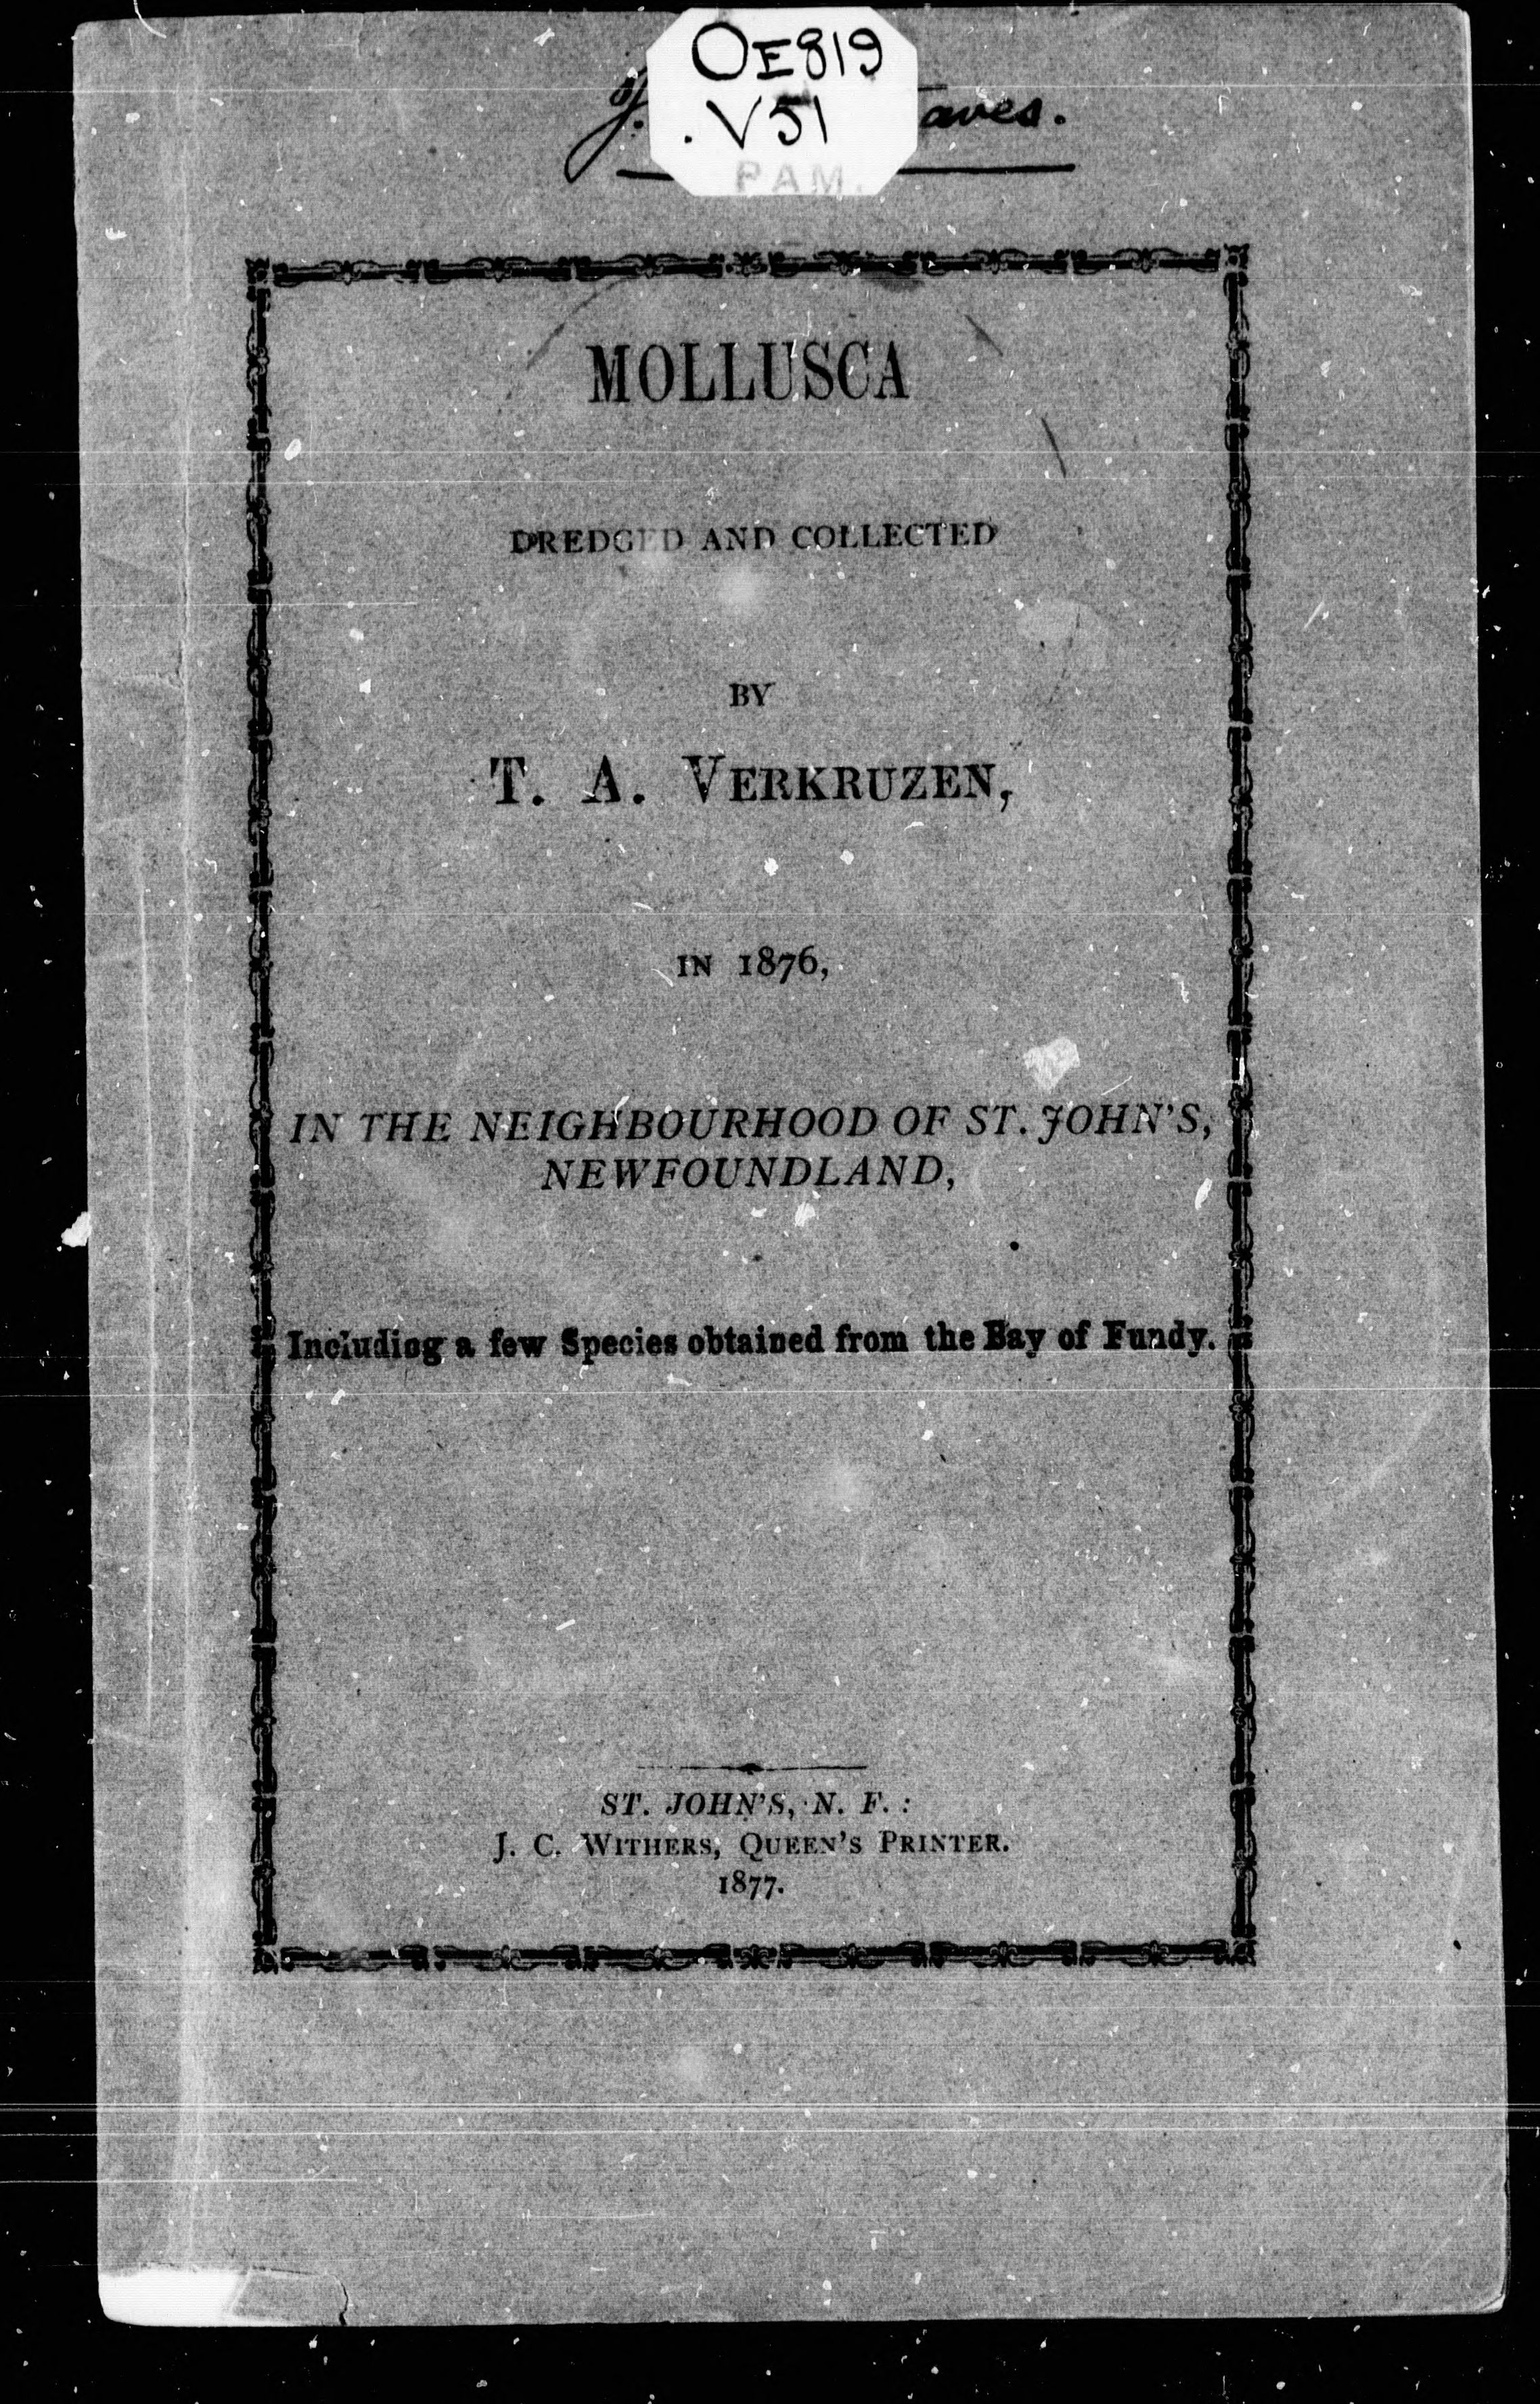 OE819
.V51
PAM.
J. aves.
MOLLUSCA
DREDGED AND COLLECTED
BY
T. A. VERKRUZEN,
IN 1876,
IN THE NEIGHBOURHOOD OF ST. JOHN'S,
NEWFOUNDLAND,
Including a few Species obtained from the Bay of Fundy.
ST. JOHN'S, N. F. :
J. C. WITHERS, QUEEN'S PRINTER.
1877.